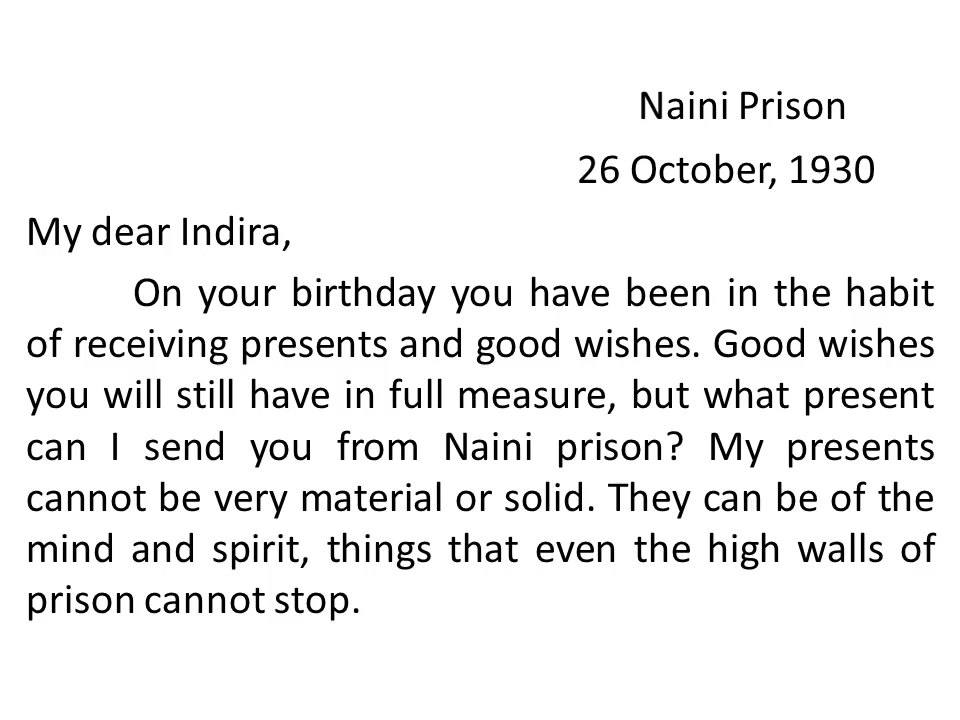 Naini Prison
26 October, 1930
My dear Indira,
On your birthday you have been in the habit
of receiving presents and good wishes. Good wishes
you will still have in full measure, but what present
can I send you from Naini prison? My presents
cannot be very material or solid. They can be of the
mind and spirit, things that even the high walls of
prison cannot stop.